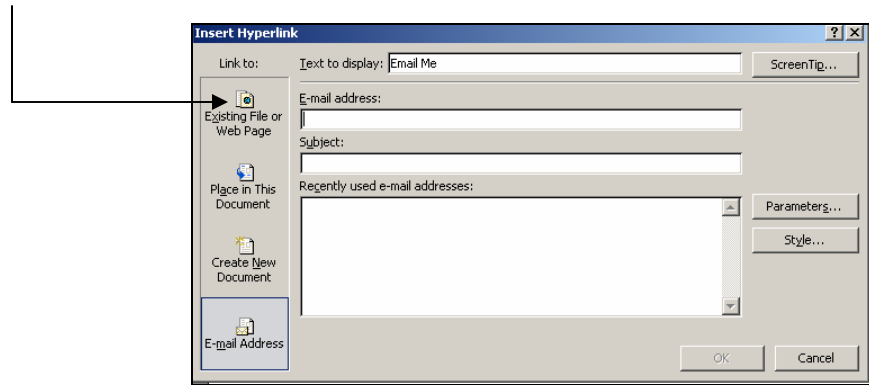 Insert Hyperlink
Link to:
Text to display: Email Me
ScreenTip...
Existing File or
Web Page
E-mail address:
Subject:
Place in This
Document
Recently used e-mail addresses:
Parameters...
Style...
Create New
Document
E-mail Address
OK
Cancel